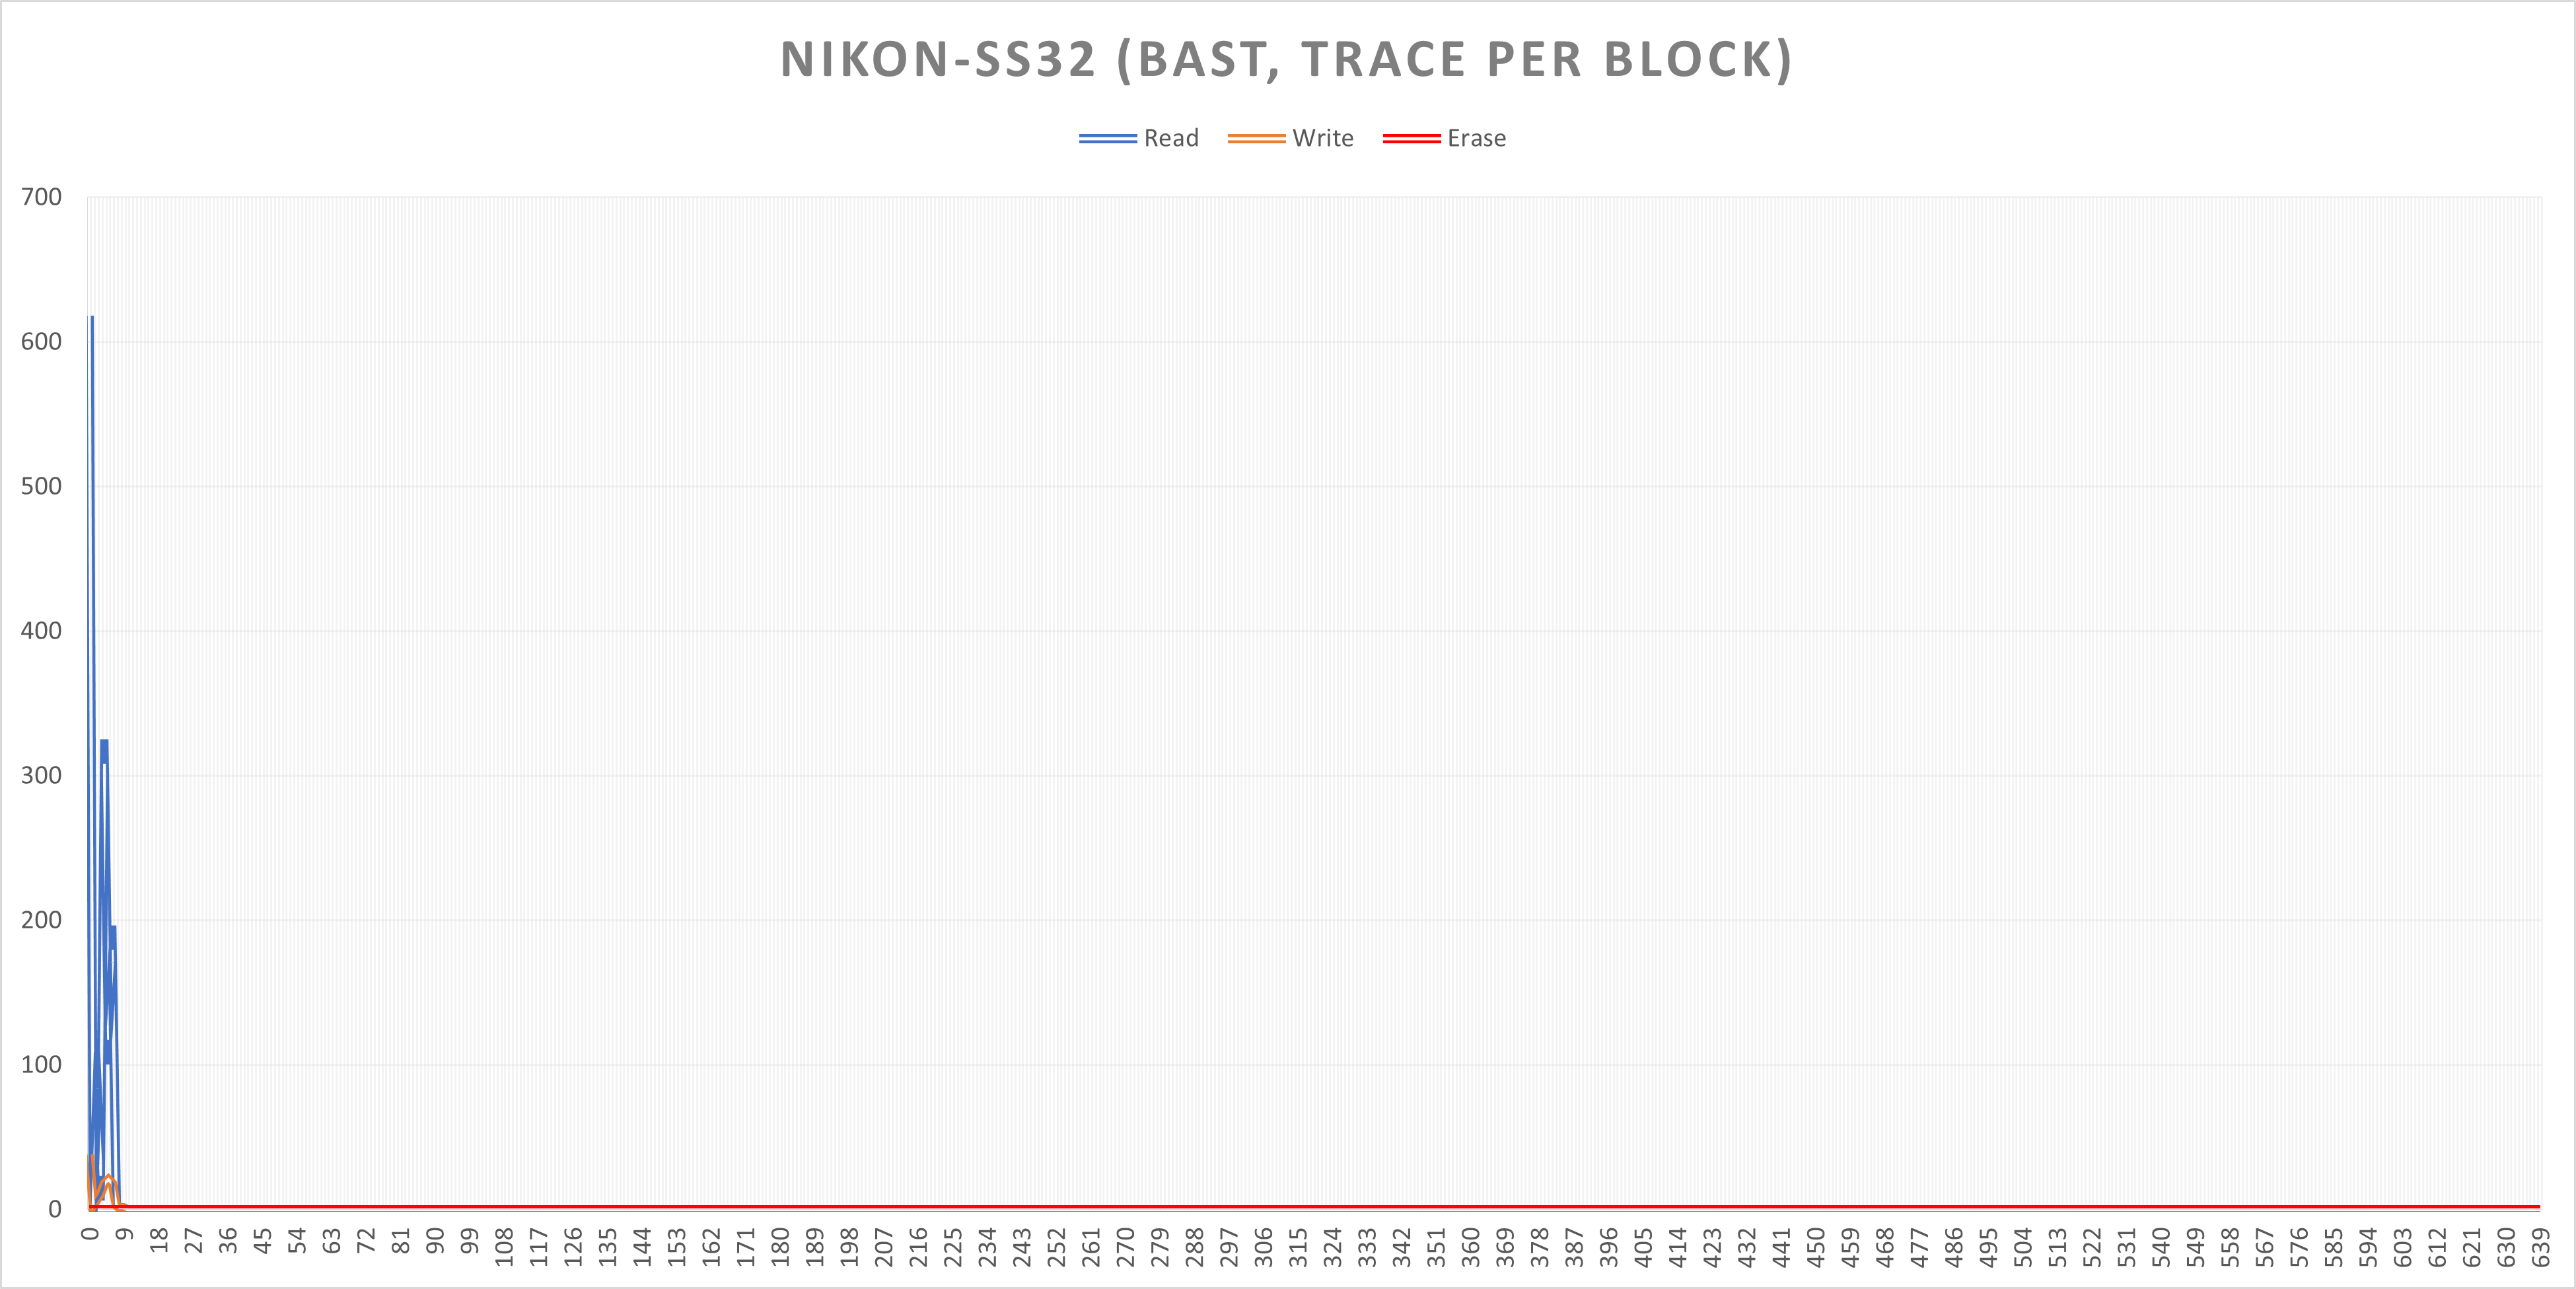 NIKON-SS32 (BAST, TRACE PER BLOCK)
Read Write Erase
700
600
500
400
300
200
100
0
0 9 18 27 36 45 54 63 72 81 90 99 108 117 126 135 144 153 162 171 180 189 198 207 216 225 234 243 252 261 270 279 288 297 306 315 324 333 342 351 360 369 378 387 396 405 414 423 432 441 450 459 468 477 486 495 504 513 522 531 540 549 558 567 576 585 594 603 612 621 630 639